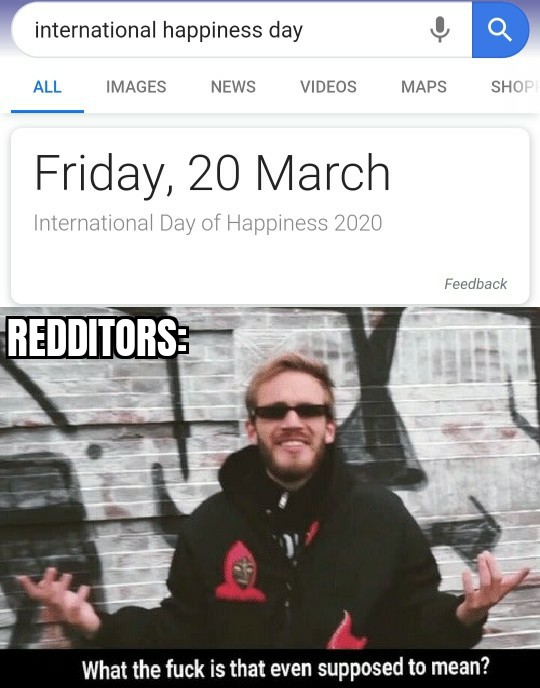 international happiness day
ALL IMAGES NEWS VIDEOS MAPS SHOP
Friday, 20 March
International Day of Happiness 2020
Feedback
REDDITORS:
What the fuck is that even supposed to mean?